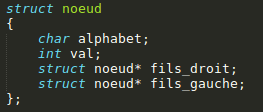 struct noeud
{
    char alphabet;
    int val;
    struct noeud* fils_droit;
    struct noeud* fils_gauche;
};